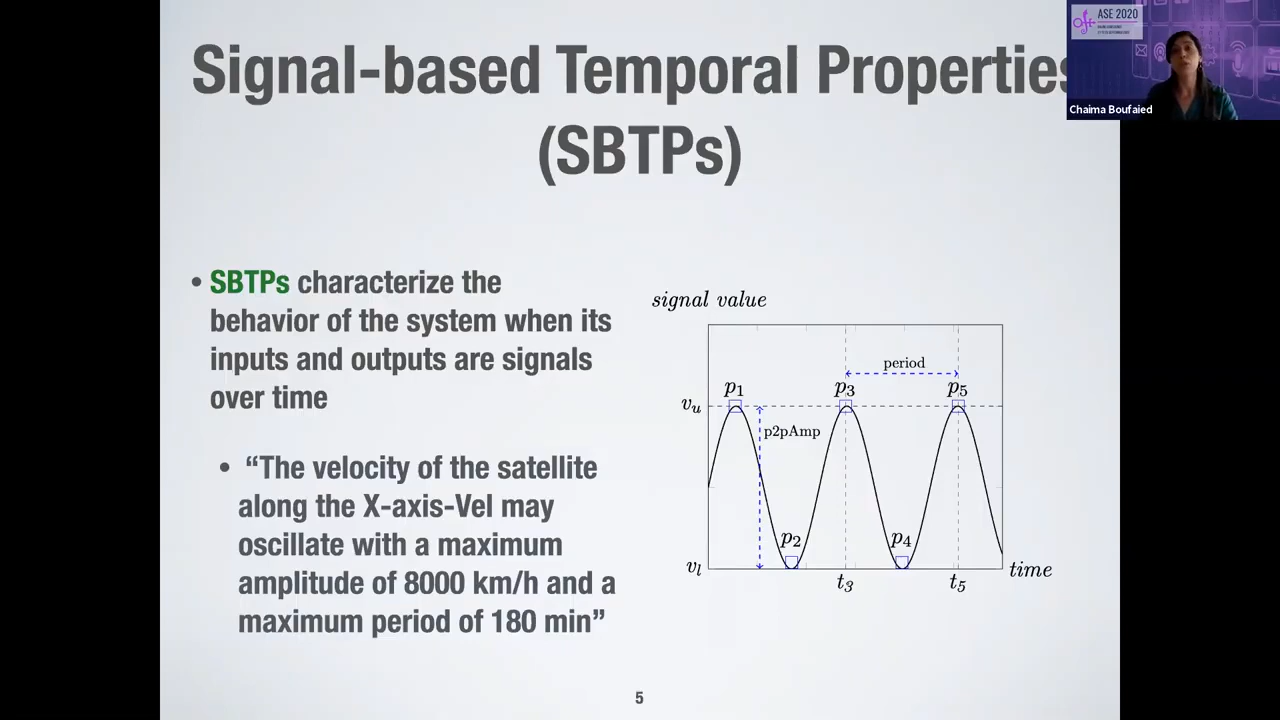 Signal-based Temporal Properties
(SBTPs)
ASE 2020
Chaima Boufaied
• SBTPs characterize the
behavior of the system when its
inputs and outputs are signals
over time
• “The velocity of the satellite
along the X-axis-Vel may
oscillate with a maximum
amplitude of 8000 km/h and a
maximum period of 180 min”
signal value
period
p1 p3 p5
vu
p2pAmp
p2 p4
vl
time
t3 t5
5